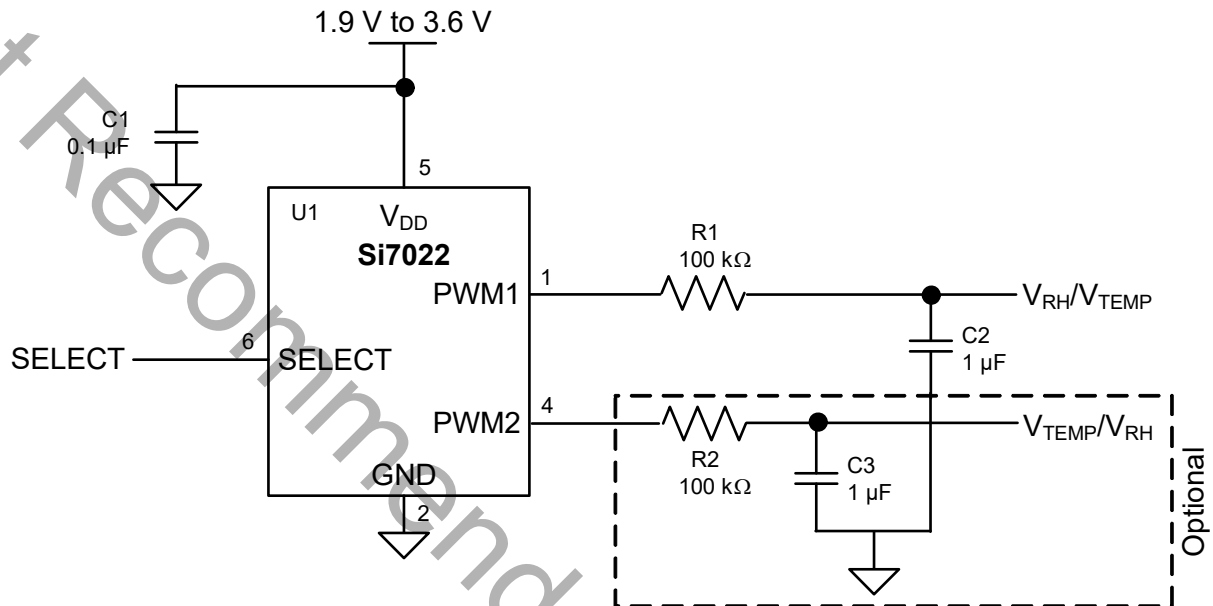 1.9 V to 3.6 V
C1
0.1 µF
5
U1
VDD
Si7022
PWM1
1
R1
100 kΩ
VRH/VTEMP
SELECT
6
SELECT
C2
1 µF
PWM2
4
R2
100 kΩ
VTEMP/VRH
C3
1 µF
GND
2
Optional
t Recommend